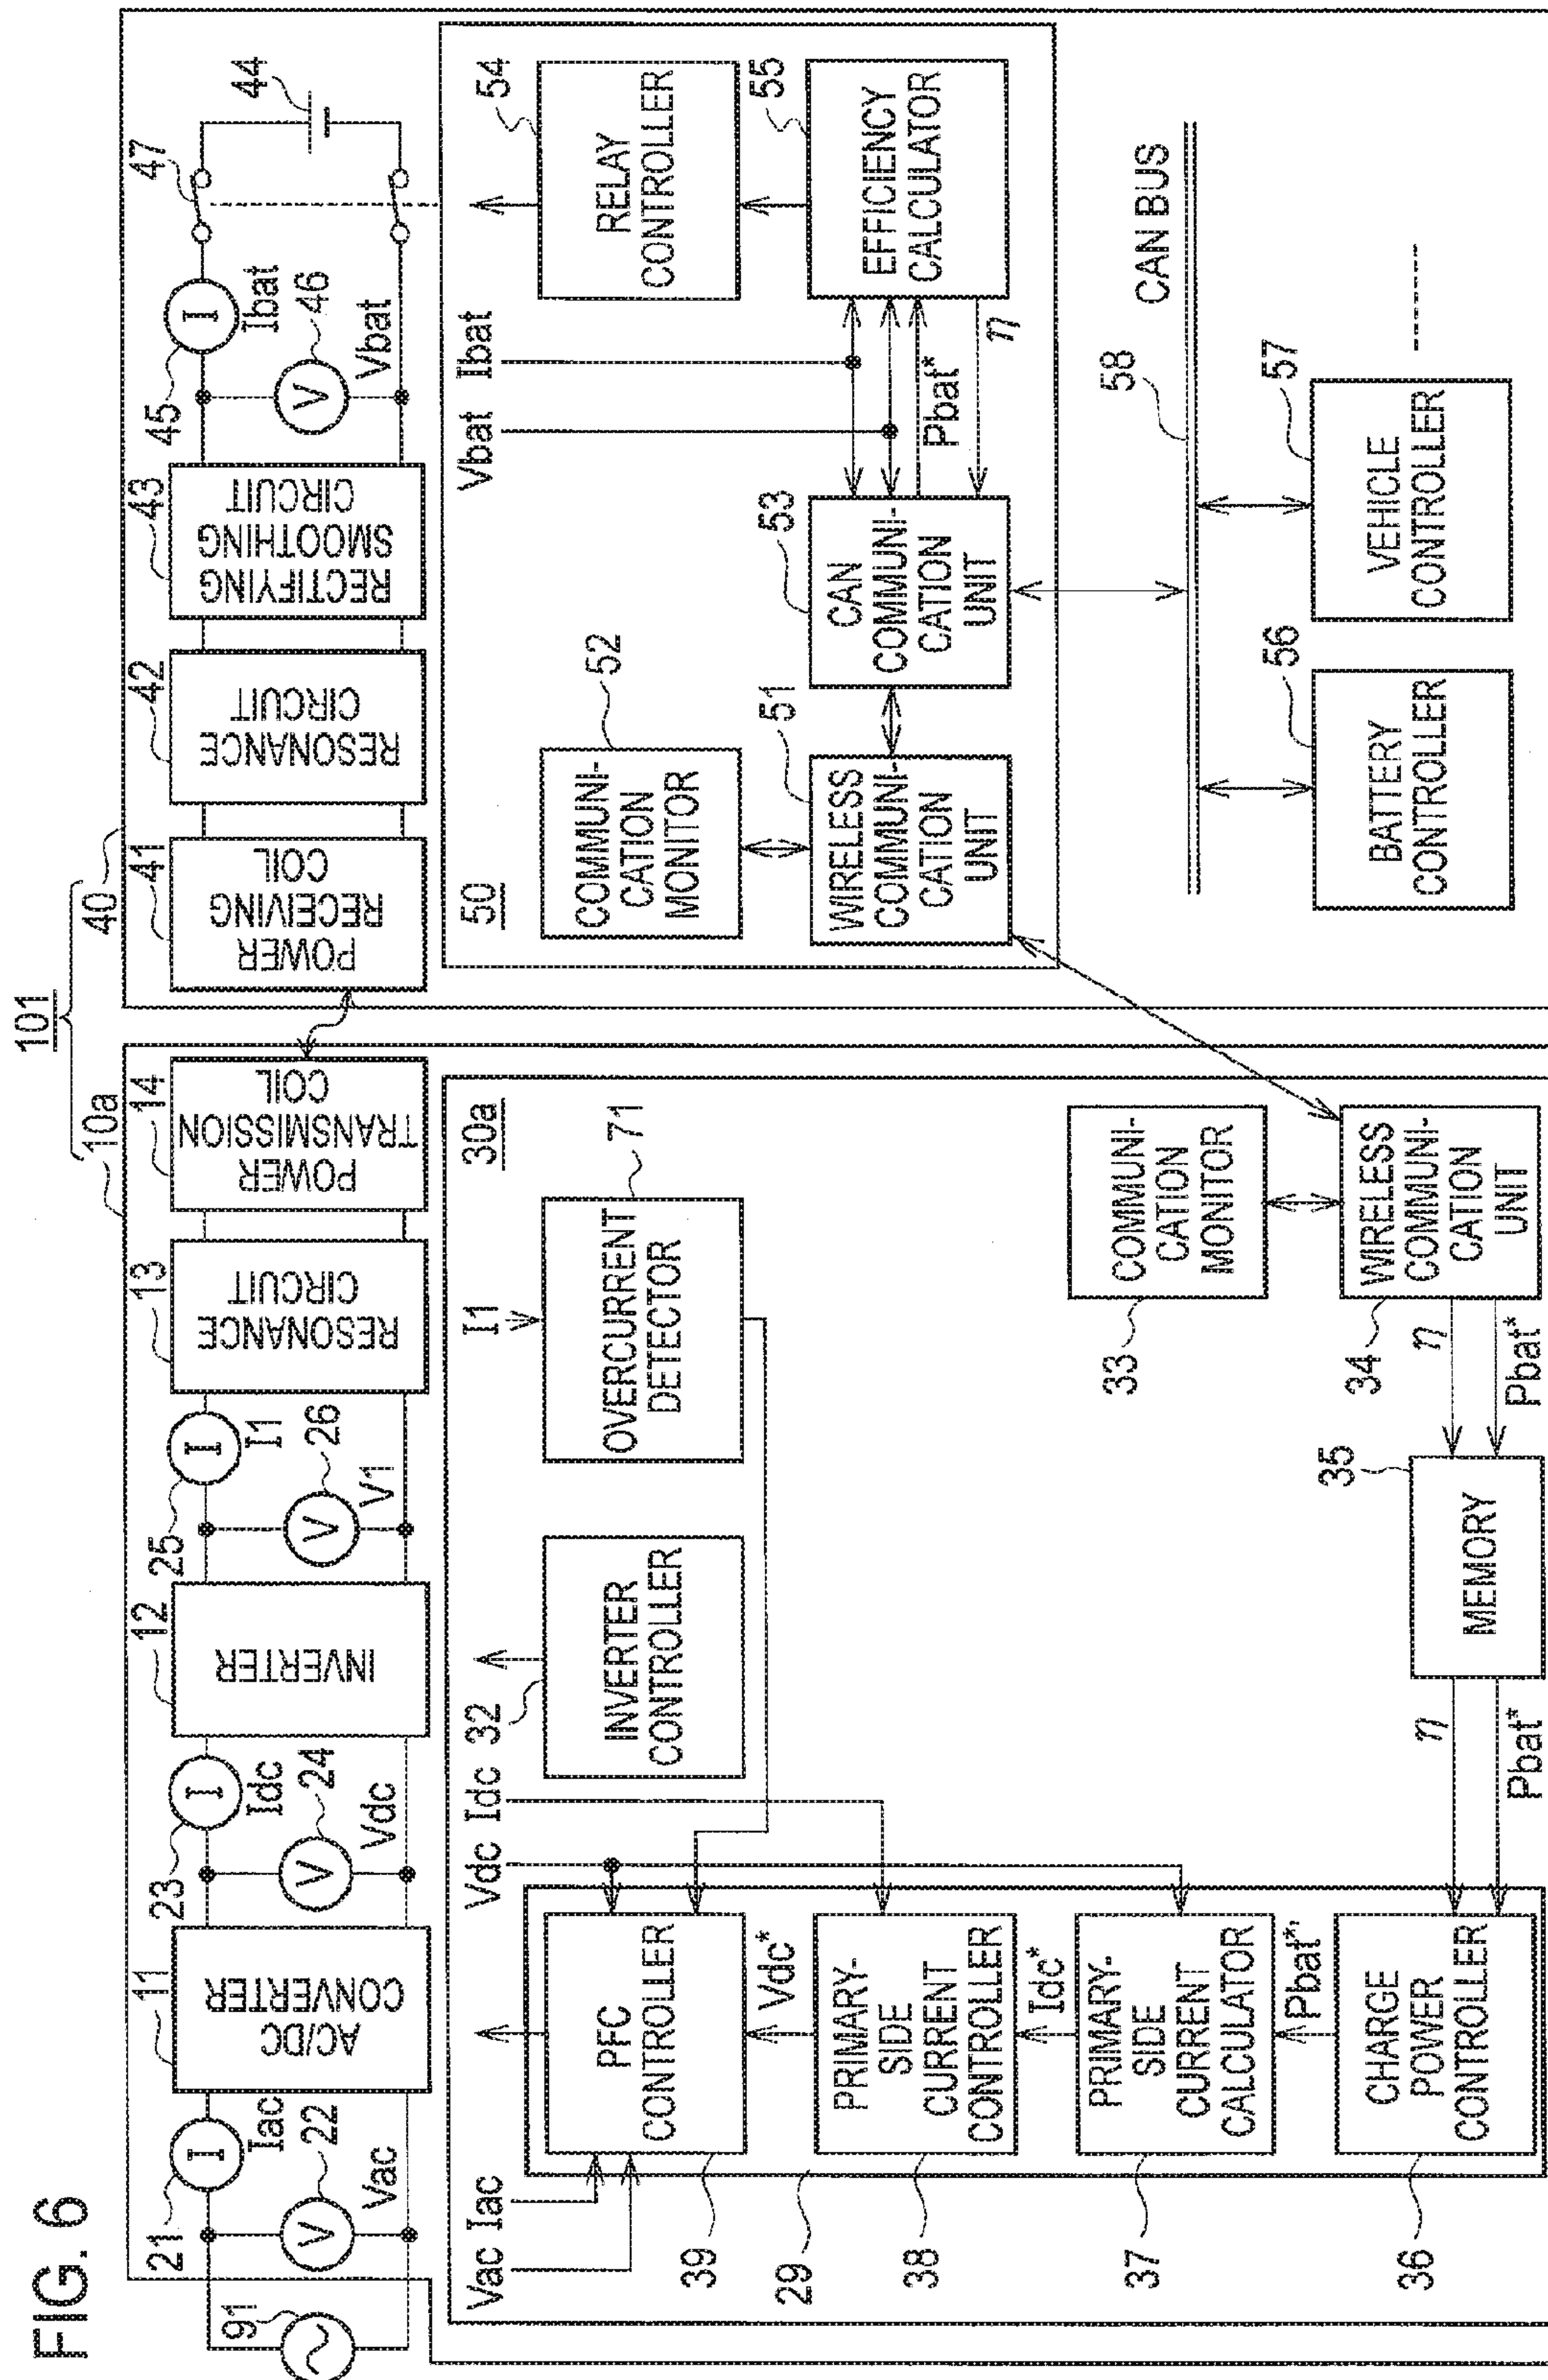 FIG. 6
101
10a
40
91
21
Iac
22
Vac
11
AC/DC
CONVERTER
23
Idc
24
Vdc
12
INVERTER
25
I1
26
V1
13
RESONANCE
CIRCUIT
14
POWER
TRANSMISSION
COIL
41
POWER
RECEIVING
COIL
42
RESONANCE
CIRCUIT
43
RECTIFYING
SMOOTHING
CIRCUIT
45
I
Ibat
V
46
Vbat
47
44
I
V
I
V
I
V
30a
Vac Iac
Vdc Idc
32
INVERTER
CONTROLLER
I1
OVERCURRENT
DETECTOR
71
39
PFC
CONTROLLER
Vdc*
29
38
PRIMARY-
SIDE
CURRENT
CONTROLLER
Idc*
37
PRIMARY-
SIDE
CURRENT
CALCULATOR
Pbat*'
36
CHARGE
POWER
CONTROLLER
η
Pbat*
35
MEMORY
η
Pbat*
33
COMMUNI-
CATION
MONITOR
34
WIRELESS
COMMUNI-
CATION
UNIT
50
Vbat Ibat
COMMUNI-
CATION
MONITOR
52
WIRELESS
COMMUNI-
CATION
UNIT
51
CAN
COMMUNI-
CATION
UNIT
53
Pbat*
η
RELAY
CONTROLLER
54
EFFICIENCY
CALCULATOR
55
58
CAN BUS
BATTERY
CONTROLLER
56
VEHICLE
CONTROLLER
57